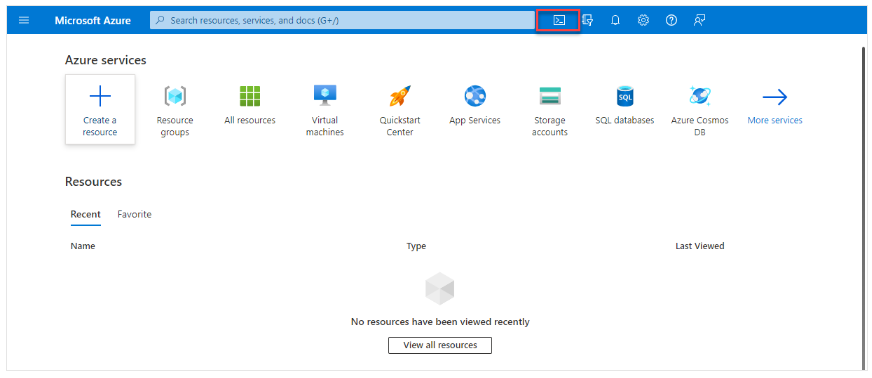 Microsoft Azure
Search resources, services, and docs (G+/)
Azure services
Create a
resource
Resource
groups
All resources
Virtual
machines
Quickstart
Center
App Services
Storage
accounts
SQL
SQL databases
Azure Cosmos
DB
More services
Resources
Recent Favorite
Name Type Last Viewed
No resources have been viewed recently
View all resources